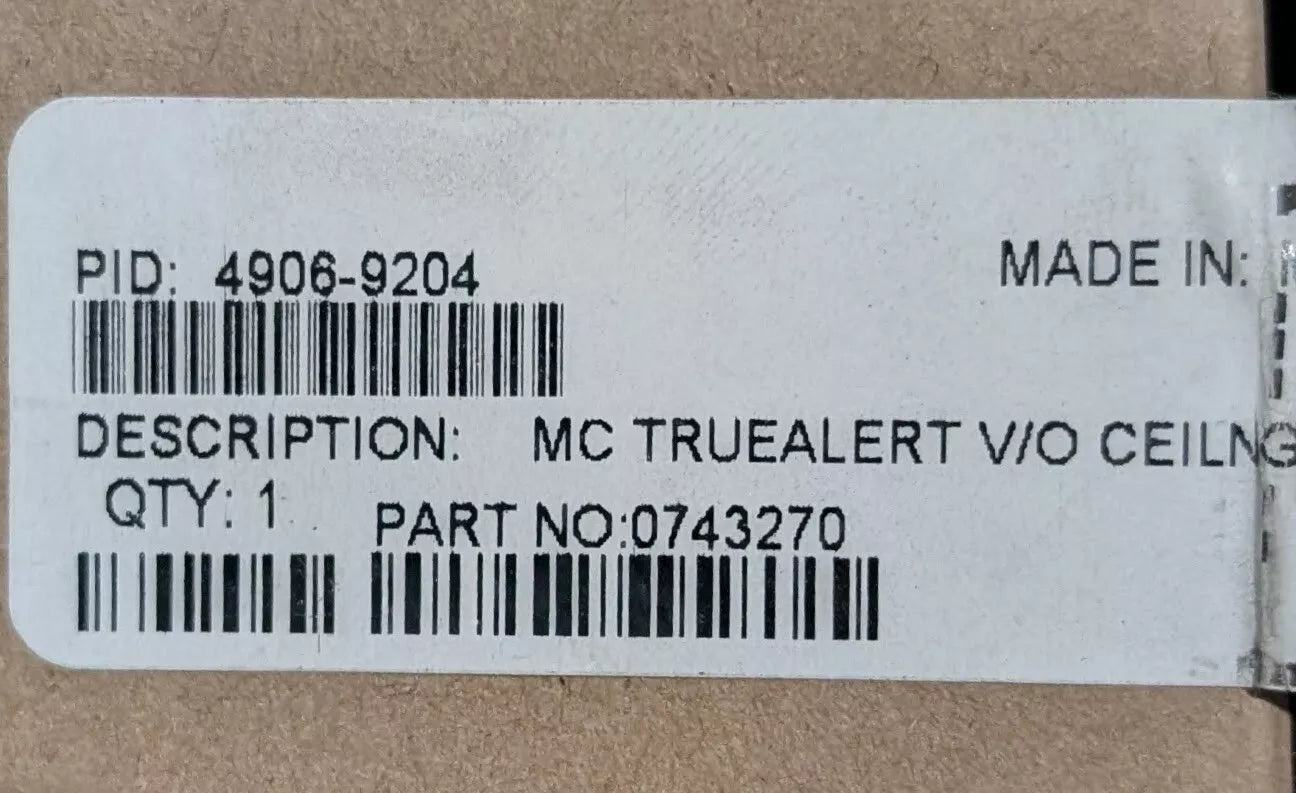 PID: 4906-9204
MADE IN:
DESCRIPTION: MC TRUEALERT V/O CEILNG
QTY: 1
PART NO:0743270